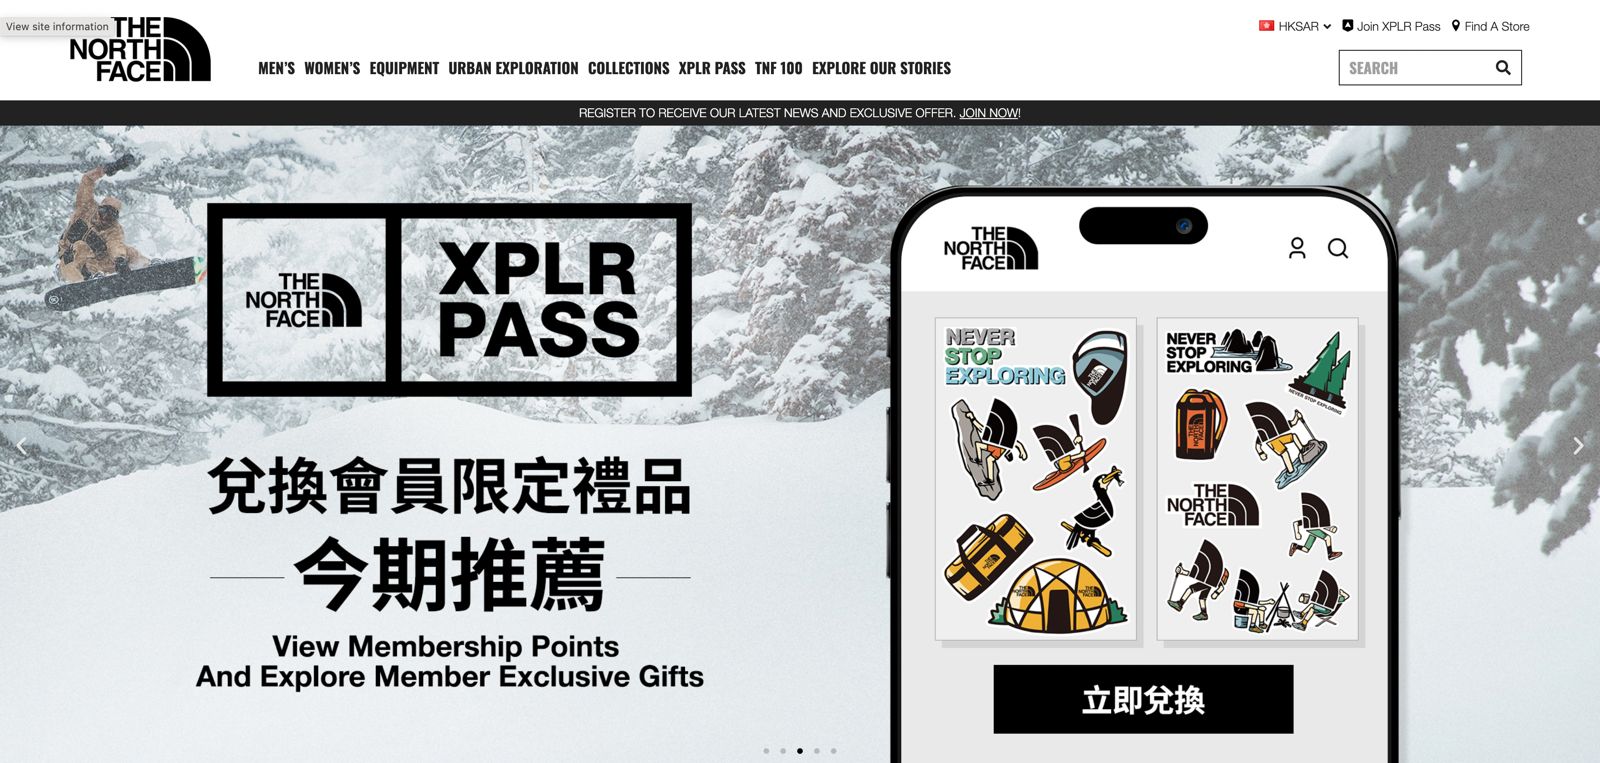 View site information
THE
NORTH
FACE
HKSAR
Join XPLR Pass
Find A Store
MEN'S WOMEN'S EQUIPMENT URBAN EXPLORATION COLLECTIONS XPLR PASS TNF 100 EXPLORE OUR STORIES
SEARCH
REGISTER TO RECEIVE OUR LATEST NEWS AND EXCLUSIVE OFFER. JOIN NOW!
THE
NORTH
FACE
XPLR
PASS
兌換會員限定禮品
今期推薦
View Membership Points
And Explore Member Exclusive Gifts
THE
NORTH
FACE
NEVER
STOP
EXPLORING
NEVER
STOP
EXPLORING
NEVER STOP EXPLORING
THE
NORTH
FACE
立即兌換